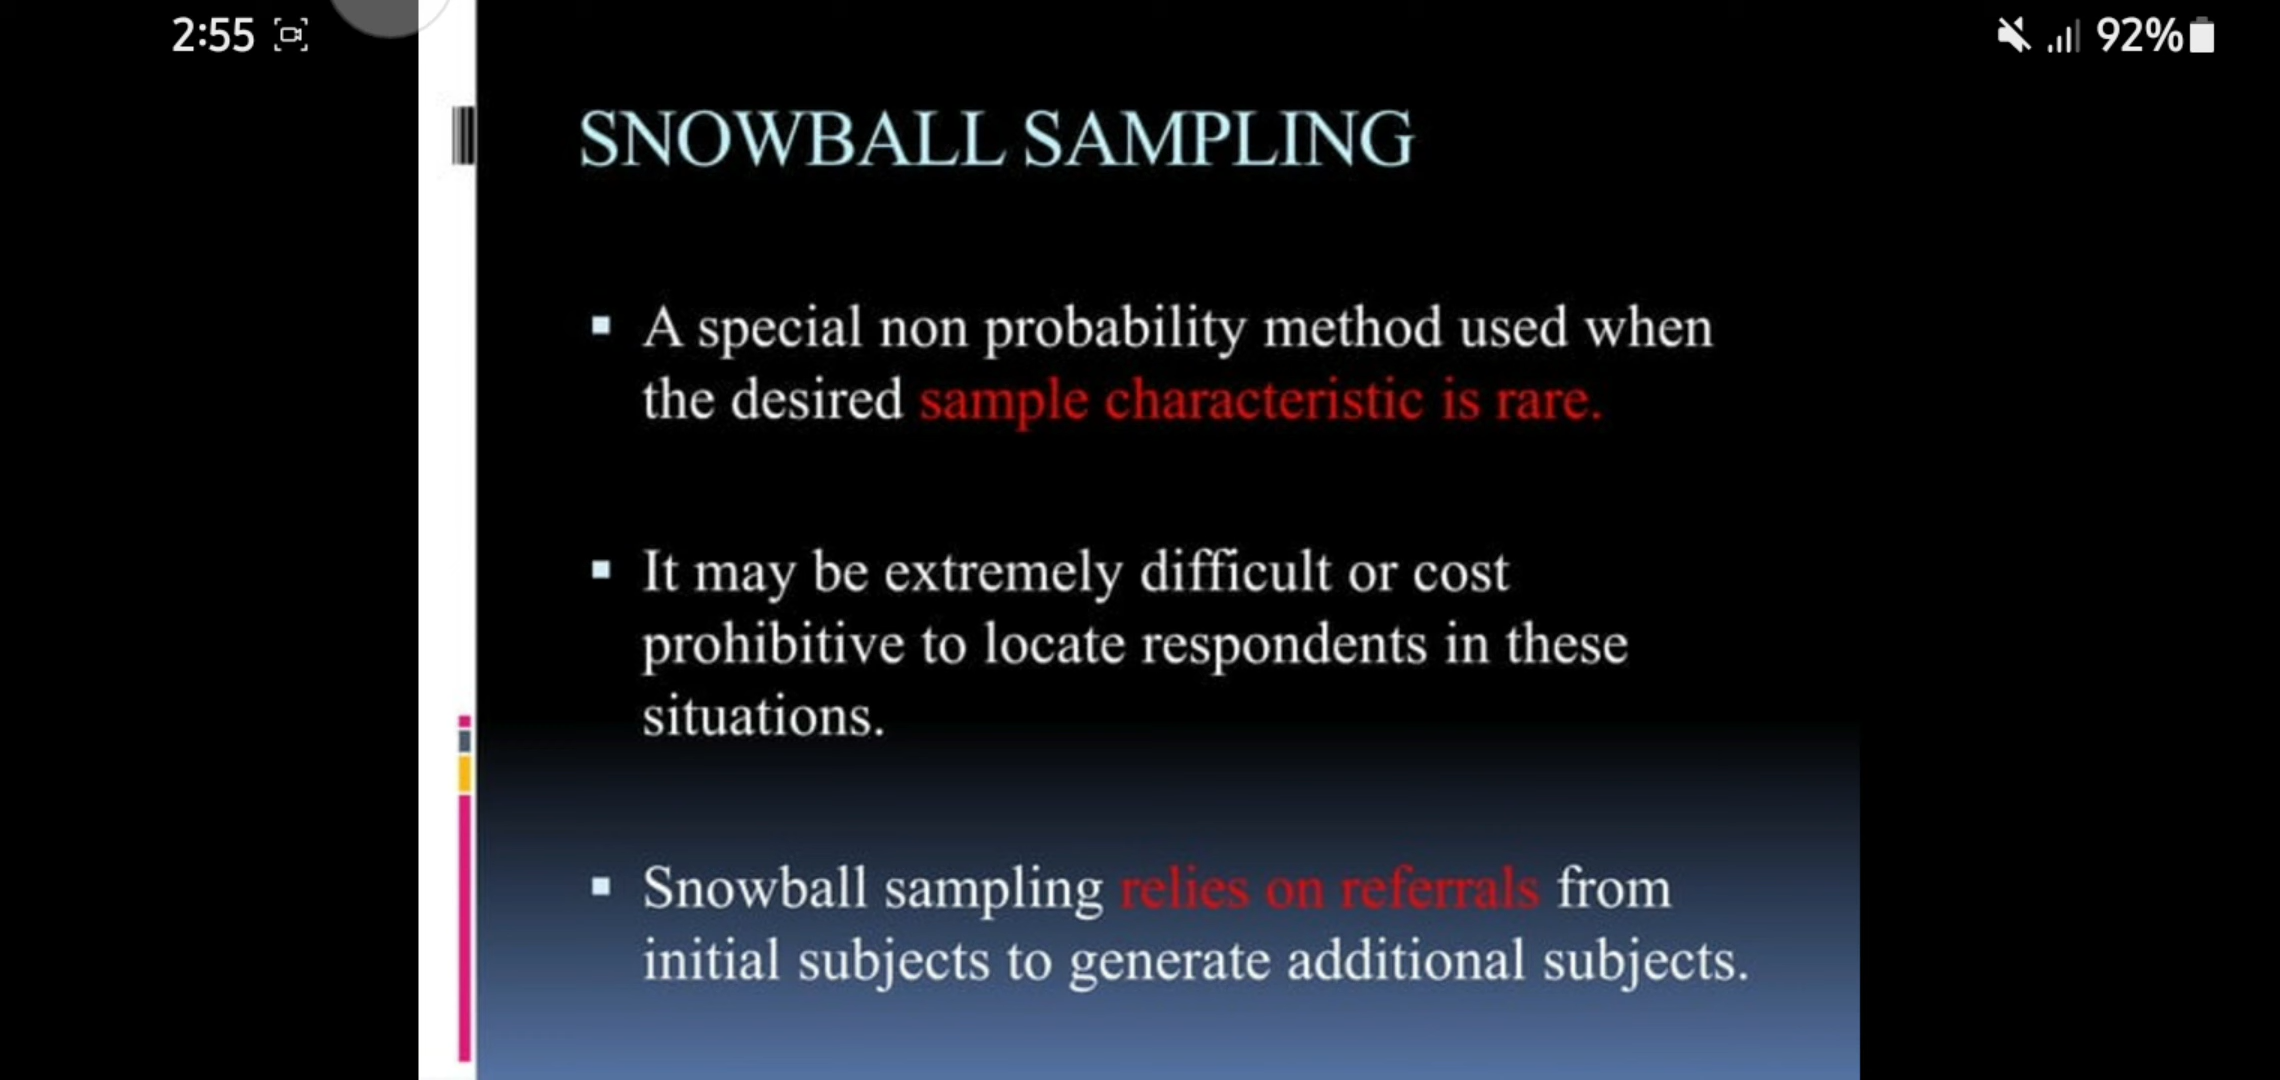 2:55
92%
SNOWBALL SAMPLING
▪ A special non probability method used when
the desired sample characteristic is rare.
▪ It may be extremely difficult or cost
prohibitive to locate respondents in these
situations.
▪ Snowball sampling relies on referrals from
initial subjects to generate additional subjects.